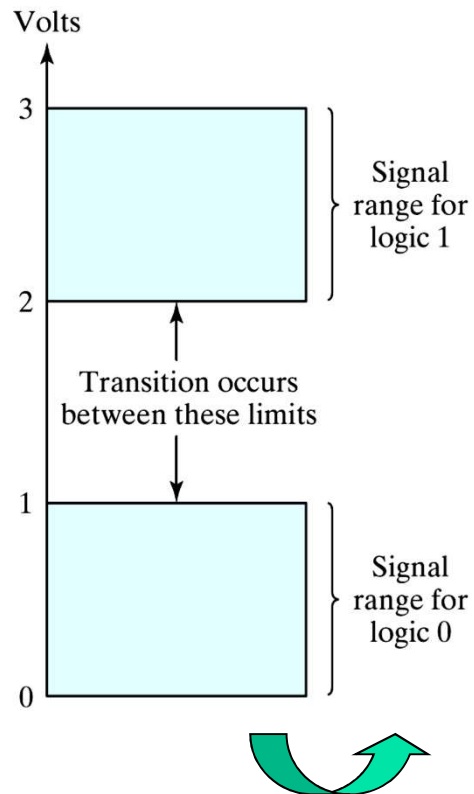 Volts
3
Signal
range for
logic 1
2
Transition occurs
between these limits
1
Signal
range for
logic 0
0